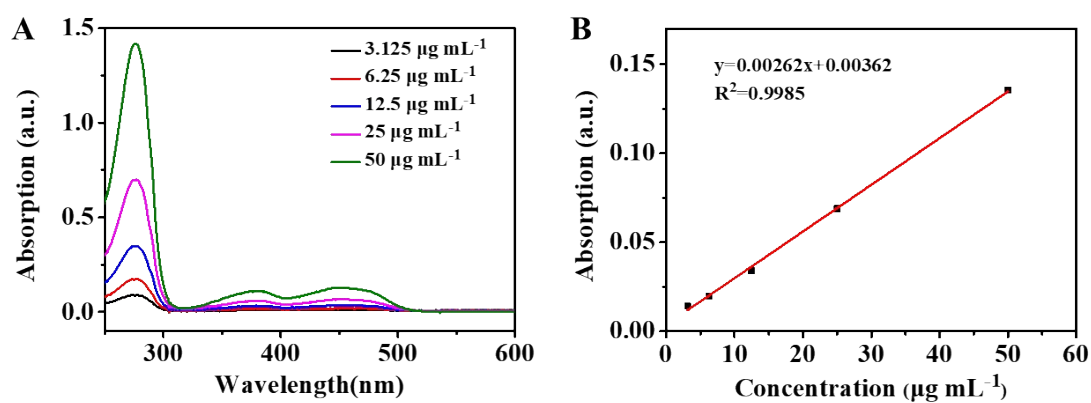 A
Absorption (a.u.)
1.5
1.0
0.5
0.0
3.125 µg mL⁻¹
6.25 µg mL⁻¹
12.5 µg mL⁻¹
25 µg mL⁻¹
50 µg mL⁻¹
300
400
500
600
Wavelength(nm)
B
Absorption (a.u.)
0.15
0.10
0.05
0.00
y=0.00262x+0.00362
R²=0.9985
0
10
20
30
40
50
60
Concentration (µg mL⁻¹)